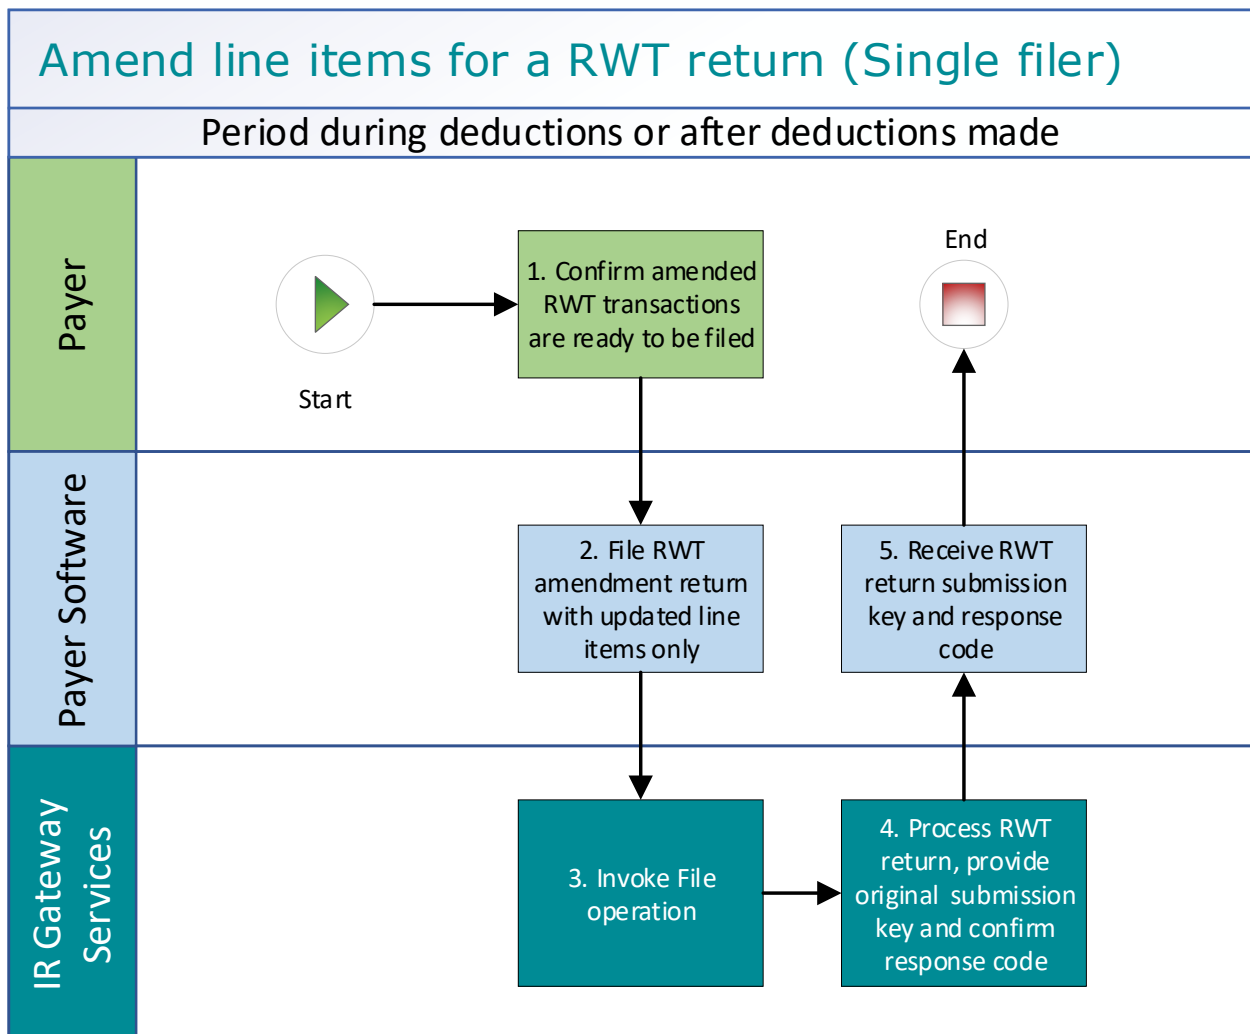 Amend line items for a RWT return (Single filer)
Period during deductions or after deductions made
Payer
Start
1. Confirm amended
RWT transactions
are ready to be filed
End
Payer Software
2. File RWT
amendment return
with updated line
items only
5. Receive RWT
return submission
key and response
code
IR Gateway
Services
3. Invoke File
operation
4. Process RWT
return, provide
original submission
key and confirm
response code